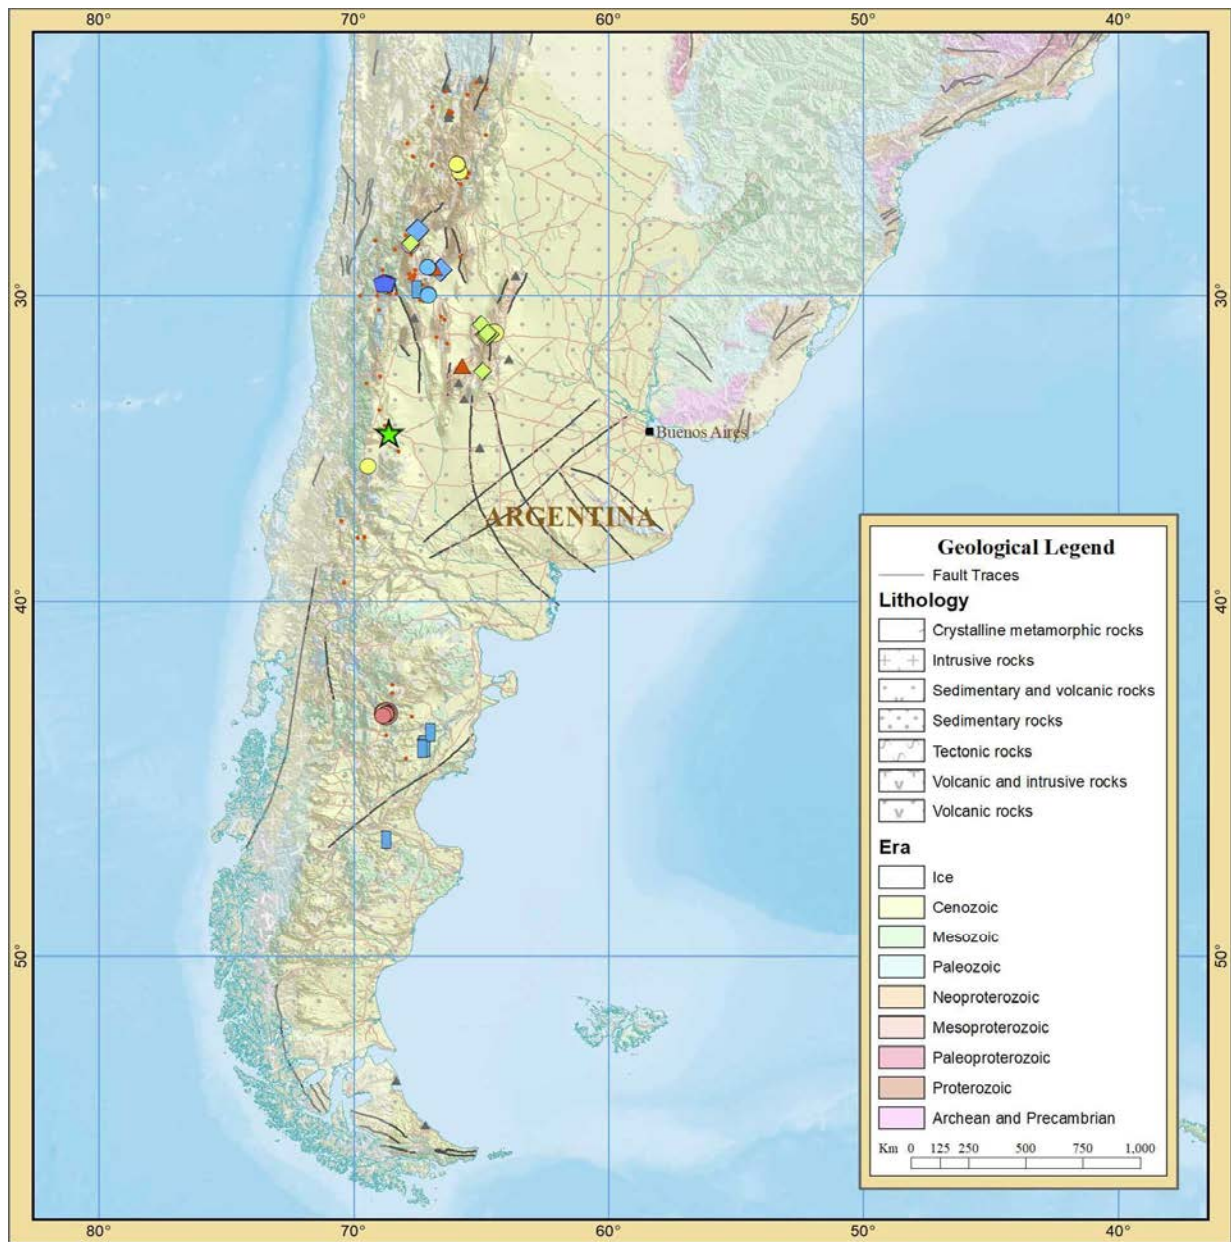 80° 70° 60° 50° 40°
30° 30°
Buenos Aires
ARGENTINA
Geological Legend
Fault Traces
Lithology
Crystalline metamorphic rocks
Intrusive rocks
Sedimentary and volcanic rocks
Sedimentary rocks
Tectonic rocks
Volcanic and intrusive rocks
Volcanic rocks
Era
Ice
Cenozoic
Mesozoic
Paleozoic
Neoproterozoic
Mesoproterozoic
Paleoproterozoic
Proterozoic
Archean and Precambrian
Km 0 125 250 500 750 1,000
40° 40°
50° 50°
80° 70° 60° 50° 40°